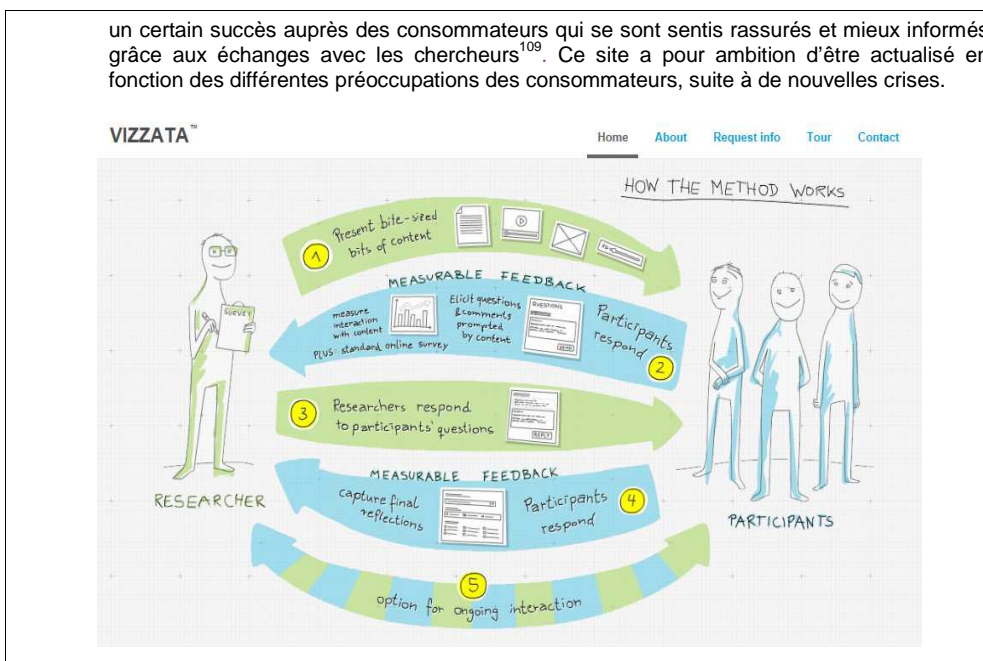 un certain succès auprès des consommateurs qui se sont sentis rassurés et mieux informés
grâce aux échanges avec les chercheurs109. Ce site a pour ambition d'être actualisé en
fonction des différentes préoccupations des consommateurs, suite à de nouvelles crises.
VIZZATA™
Home About Request info Tour Contact
HOW THE METHOD WORKS
1
Present bite-sized
bits of content
MEASURABLE FEEDBACK
measure
interaction
with content
PLUS: standard online survey
Elicit questions
& comments
prompted
by content
QUESTIONS
SEND
Participants
respond
2
SURVEY
3
Researchers respond
to participants' questions
REPLY
MEASURABLE FEEDBACK
capture final
reflections
Participants
respond
4
RESEARCHER
PARTICIPANTS
5
option for ongoing interaction